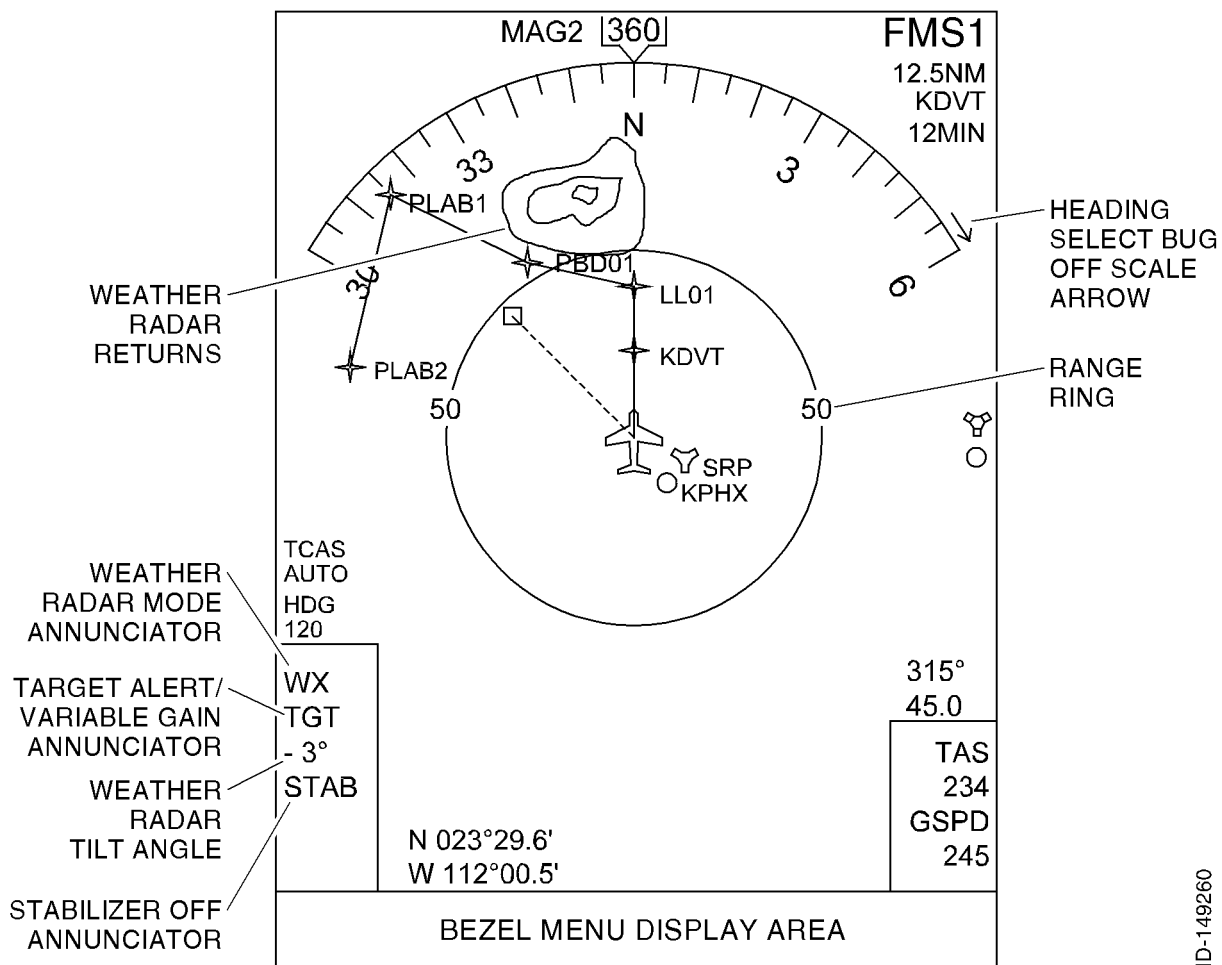 MAG2 360
FMS1
12.5NM
KDVT
12MIN
N
33
3
30
6
PLAB1
PBD01
LL01
KDVT
PLAB2
50
50
SRP
KPHX
HEADING
SELECT BUG
OFF SCALE
ARROW
RANGE
RING
WEATHER
RADAR
RETURNS
TCAS
AUTO
HDG
120
WEATHER
RADAR MODE
ANNUNCIATOR
TARGET ALERT/
VARIABLE GAIN
ANNUNCIATOR
WEATHER
RADAR
TILT ANGLE
STABILIZER OFF
ANNUNCIATOR
WX
TGT
- 3°
STAB
N 023°29.6'
W 112°00.5'
315°
45.0
TAS
234
GSPD
245
BEZEL MENU DISPLAY AREA
ID-149260